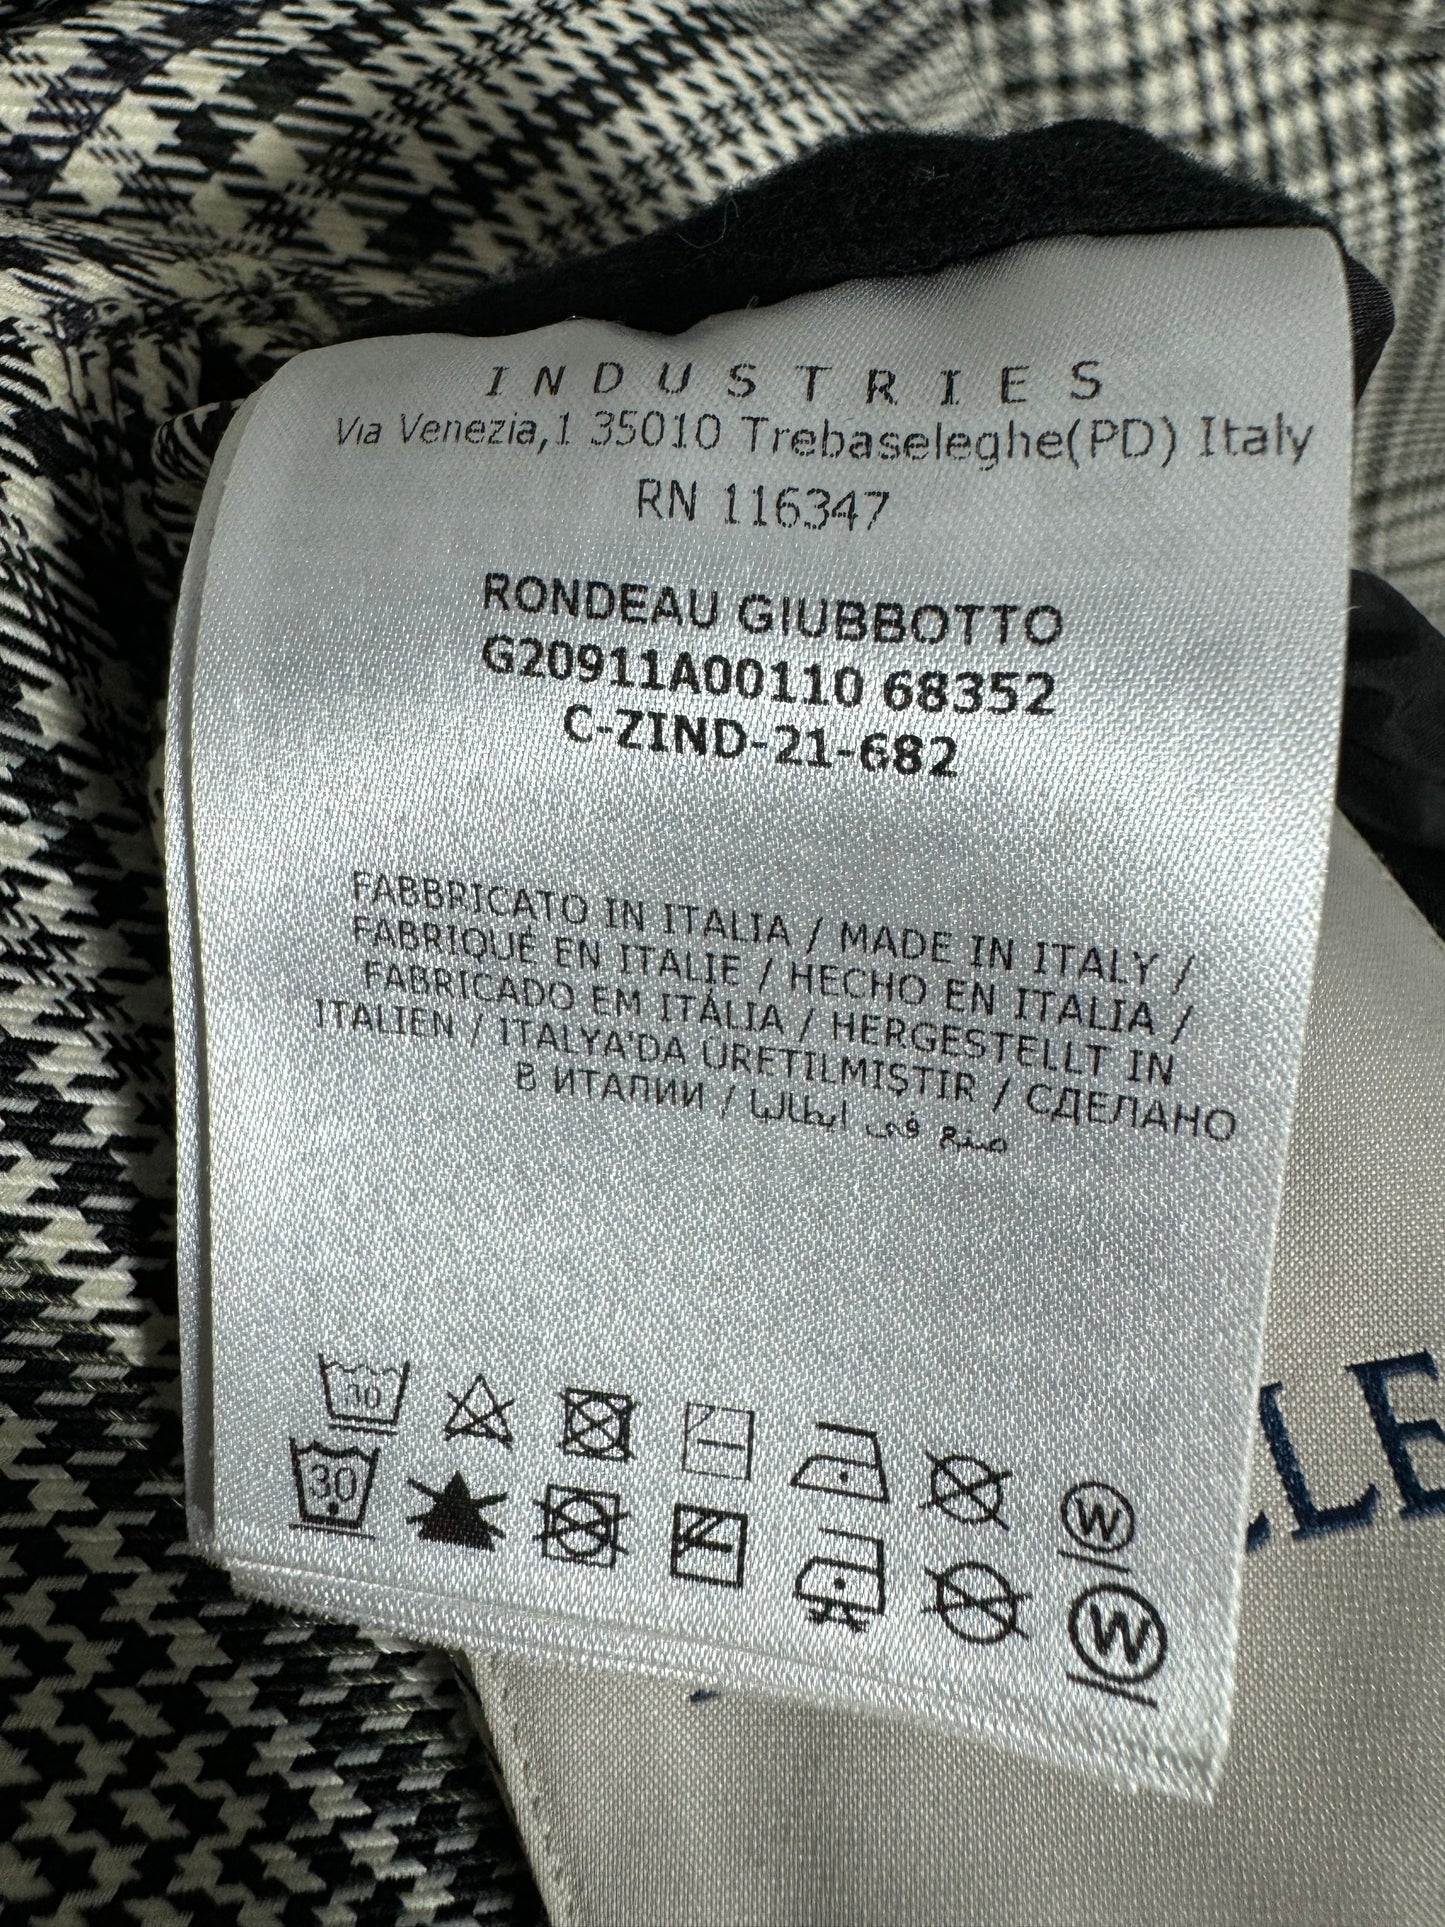 INDUSTRIES
Via Venezia,1 35010 Trebaseleghe(PD) Italy
RN 116347
RONDEAU GIUBBOTTO
G20911A00110 68352
C-ZIND-21-682
FABBRICATO IN ITALIA / MADE IN ITALY /
FABRIQUÉ EN ITALIE / HECHO EN ITALIA /
FABRICADO EM ITÁLIA / HERGESTELLT IN
ITALIEN / ITALYA'DA ÜRETILMIŞTIR / СДЕЛАНО
В ИТАЛИИ / صنع في ايطاليا
30
30
W
W
LE